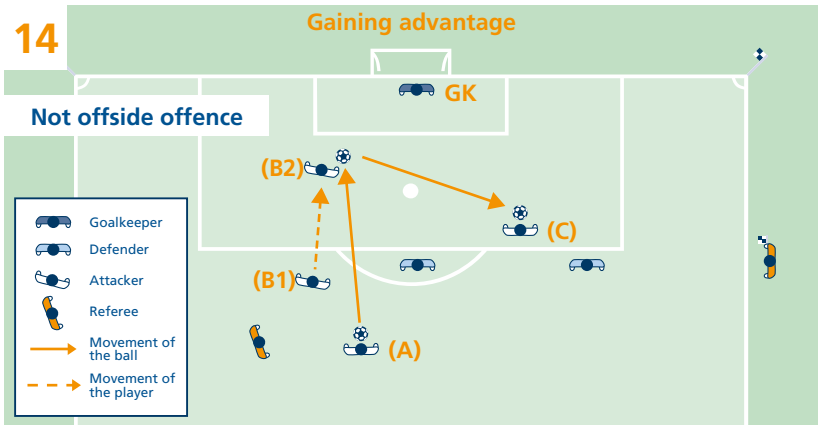 14
Gaining advantage
GK
Not offside offence
(B2)
(C)
(B1)
(A)
Goalkeeper
Defender
Attacker
Referee
Movement of
the ball
Movement of
the player